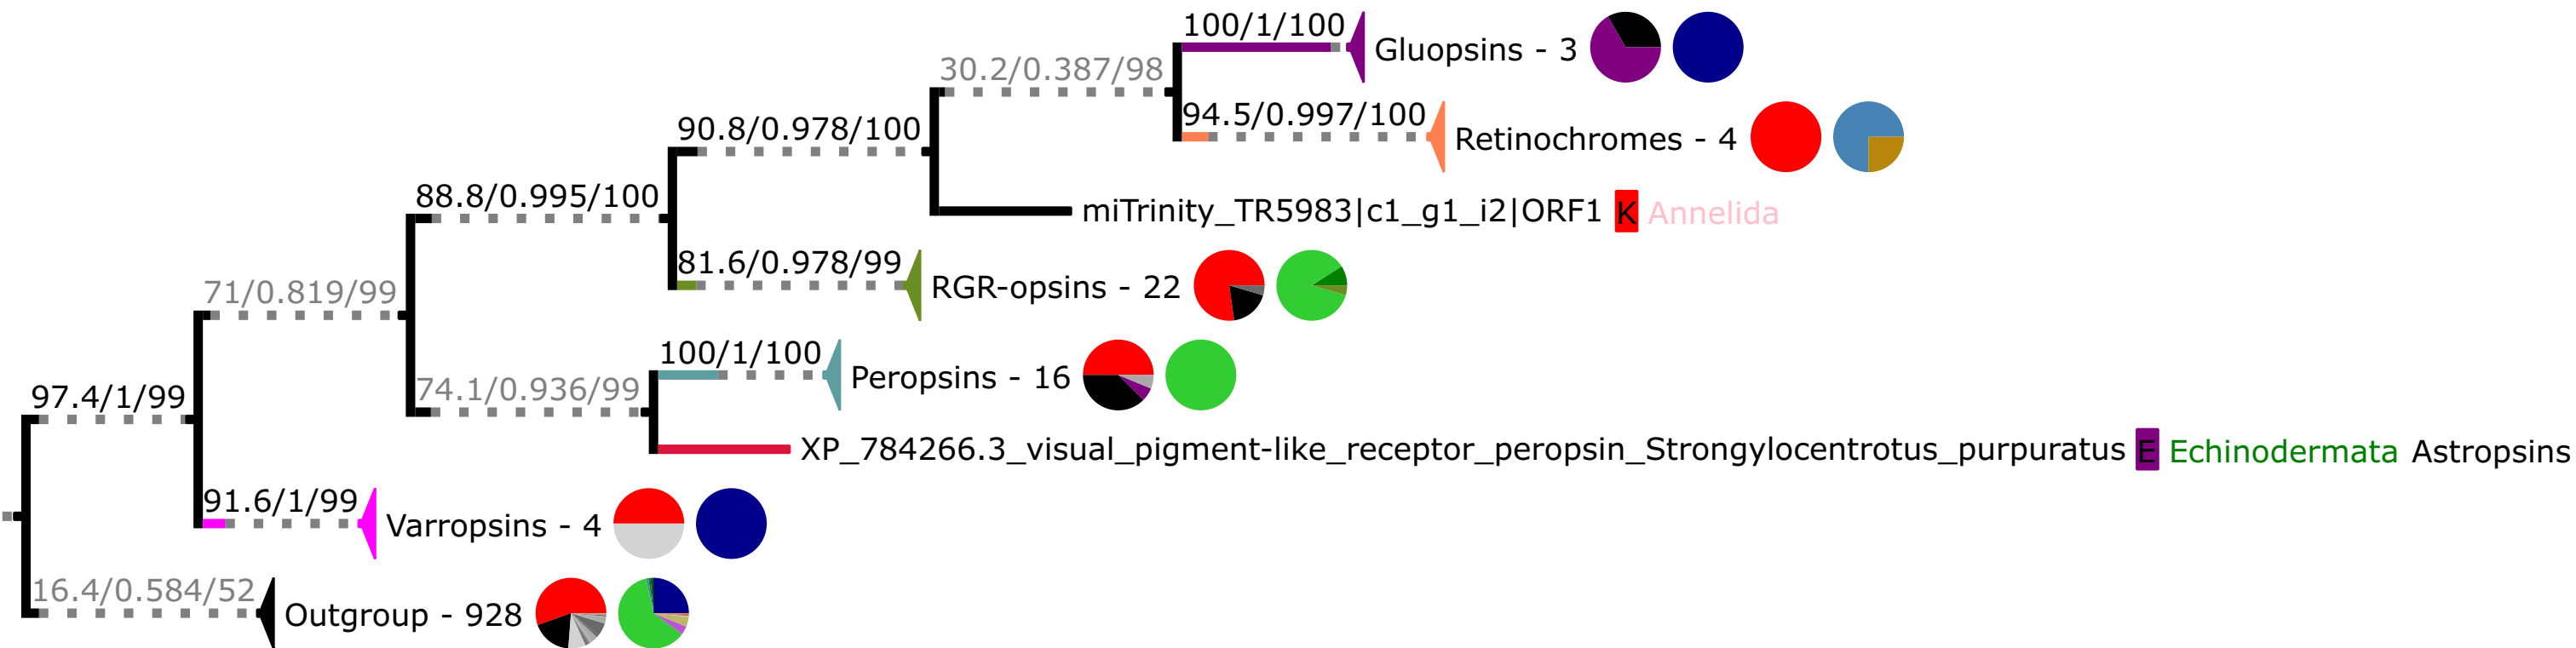 100/1/100
Gluopsins - 3
30.2/0.387/98
94.5/0.997/100
Retinochromes - 4
90.8/0.978/100
88.8/0.995/100
miTrinity_TR5983|c1_g1_i2|ORF1 K Annelida
81.6/0.978/99
RGR-opsins - 22
71/0.819/99
100/1/100
Peropsins - 16
74.1/0.936/99
97.4/1/99
XP_784266.3_visual_pigment-like_receptor_peropsin_Strongylocentrotus_purpuratus E Echinodermata Astropsins
91.6/1/99
Varropsins - 4
16.4/0.584/52
Outgroup - 928